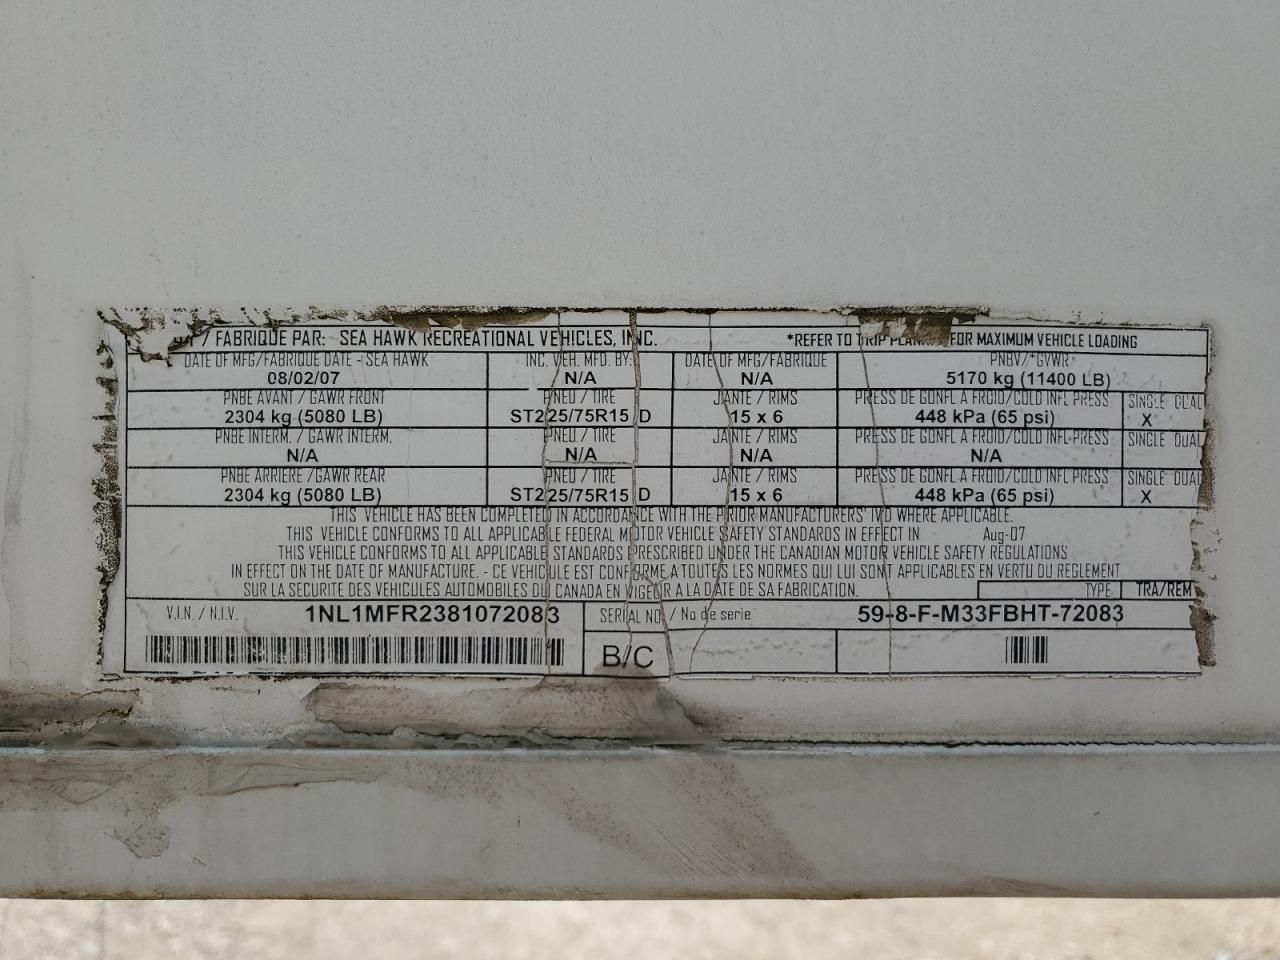 / FABRIQUE PAR: SEA HAWK RECREATIONAL VEHICLES, INC. *REFER TO TRIP FOR MAXIMUM VEHICLE LOADING
DATE OF MFG/FABRIQUE DATE - SEA HAWK INC. VEH. MFD. BY: DATE OF MFG/FABRIQUE PNBV/*GVWR*
08/02/07 N/A N/A 5170 kg (11400 LB)
PNBE AVANT / GAWR FRONT PNEU / TIRE JANTE / RIMS PRESS DE GONFL A FROID/COLD INFL PRESS SINGLE DUAL
2304 kg (5080 LB) ST225/75R15 D 15 x 6 448 kPa (65 psi) X
PNBE INTERM. / GAWR INTERM. PNEU / TIRE JANTE / RIMS PRESS DE GONFL A FROID/COLD INFL-PRESS SINGLE DUAL
N/A N/A N/A N/A
PNBE ARRIERE /GAWR REAR PNEU / TIRE JANTE / RIMS PRESS DE GONFL A FROID/COLD INFL PRESS SINGLE DUAL
2304 kg (5080 LB) ST225/75R15 D 15 x 6 448 kPa (65 psi) X
THIS VEHICLE HAS BEEN COMPLETED IN ACCORDANCE WITH THE PRIOR MANUFACTURERS' IVD WHERE APPLICABLE.
THIS VEHICLE CONFORMS TO ALL APPLICABLE FEDERAL MOTOR VEHICLE SAFETY STANDARDS IN EFFECT IN Aug-07
THIS VEHICLE CONFORMS TO ALL APPLICABLE STANDARDS PRESCRIBED UNDER THE CANADIAN MOTOR VEHICLE SAFETY REGULATIONS
IN EFFECT ON THE DATE OF MANUFACTURE. - CE VEHICULE EST CONFORME A TOUTES LES NORMES QUI LUI SONT APPLICABLES EN VERTU DU REGLEMENT
SUR LA SECURITE DES VEHICULES AUTOMOBILES DU CANADA EN VIGEUR A LA DATE DE SA FABRICATION. TYPE TRA/REM
V.I.N. / N.I.V. 1NL1MFR2381072083 SERIAL NO / No de serie 59-8-F-M33FBHT-72083
B/C